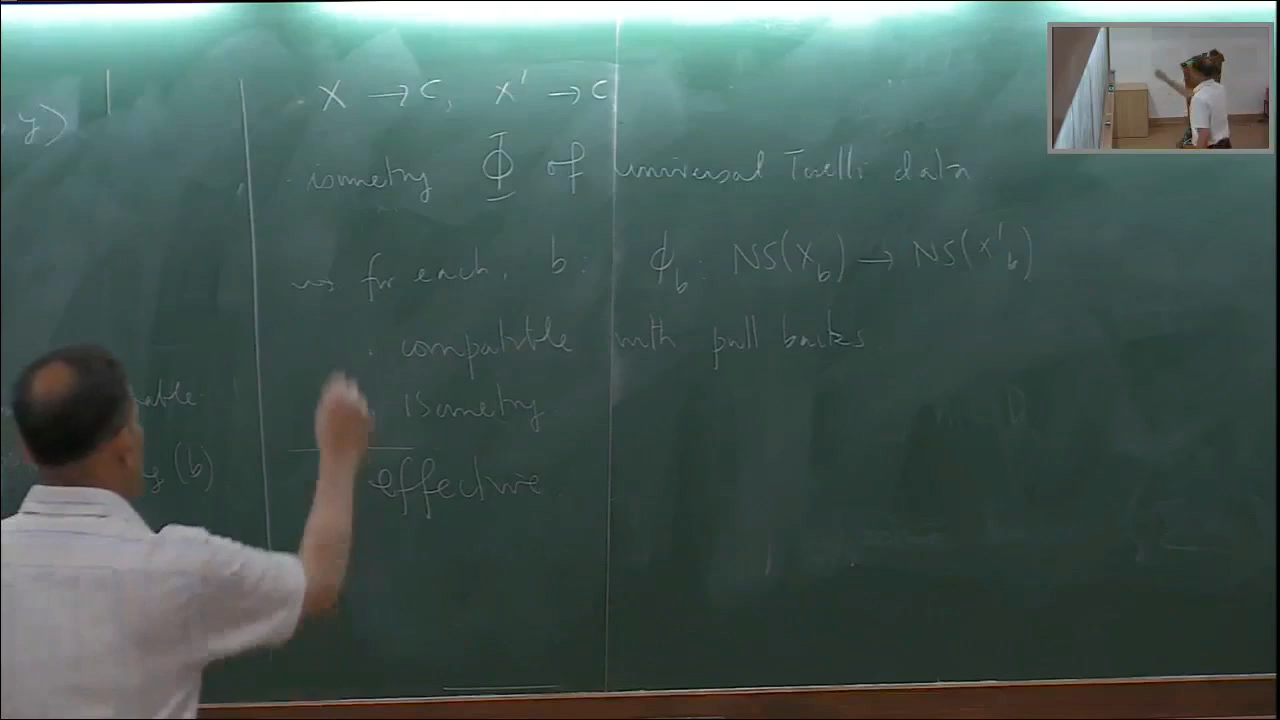 y)
X → C, X' → C
isometry Φ of universal Torelli data
⇝ for each, b: ϕ_b: NS(X_b) → NS(X'_b)
. compatible with pull backs
. isometry.
effective.
y(b)